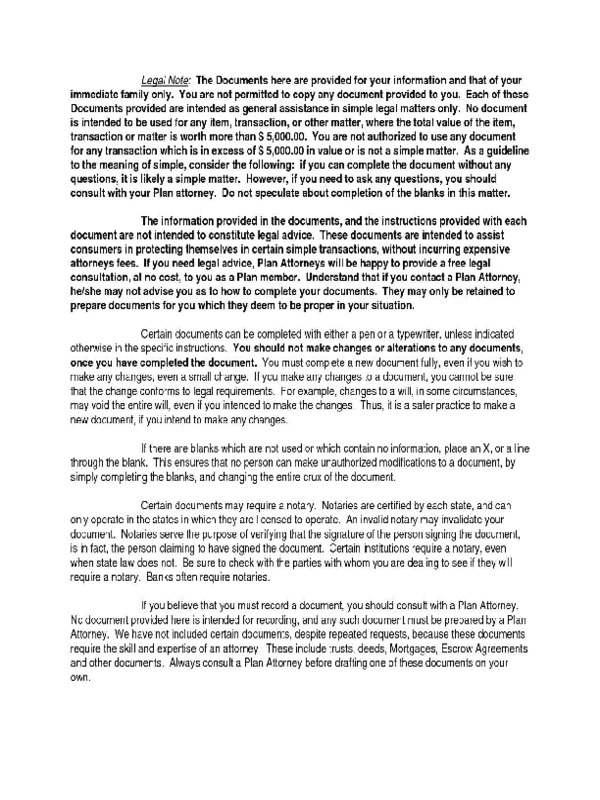 Legal Note: The Documents here are provided for your information and that of your
immediate family only. You are not permitted to copy any document provided to you. Each of these
Documents provided are intended as general assistance in simple legal matters only. No document
is intended to be used for any item, transaction, or other matter, where the total value of the item,
transaction or matter is worth more than $ 5,000.00. You are not authorized to use any document
for any transaction which is in excess of $ 5,000.00 in value or is not a simple matter. As a guideline
to the meaning of simple, consider the following: if you can complete the document without any
questions, it is likely a simple matter. However, if you need to ask any questions, you should
consult with your Plan attorney. Do not speculate about completion of the blanks in this matter.
The information provided in the documents, and the instructions provided with each
document are not intended to constitute legal advice. These documents are intended to assist
consumers in protecting themselves in certain simple transactions, without incurring expensive
attorneys fees. If you need legal advice, Plan Attorneys will be happy to provide a free legal
consultation, at no cost, to you as a Plan member. Understand that if you contact a Plan Attorney,
he/she may not advise you as to how to complete your documents. They may only be retained to
prepare documents for you which they deem to be proper in your situation.
Certain documents can be completed with either a pen or a typewriter, unless indicated
otherwise in the specific instructions. You should not make changes or alterations to any documents,
once you have completed the document. You must complete a new document fully, even if you wish to
make any changes, even a small change. If you make any changes to a document, you cannot be sure
that the change conforms to legal requirements. For example, changes to a will, in some circumstances,
may void the entire will, even if you intended to make the changes. Thus, it is a safer practice to make a
new document, if you intend to make any changes.
If there are blanks which are not used or which contain no information, place an X, or a line
through the blank. This ensures that no person can make unauthorized modifications to a document, by
simply completing the blanks, and changing the entire crux of the document.
Certain documents may require a notary. Notaries are certified by each state, and can
only operate in the states in which they are licensed to operate. An invalid notary may invalidate your
document. Notaries serve the purpose of verifying that the signature of the person signing the document,
is in fact, the person claiming to have signed the document. Certain institutions require a notary, even
when state law does not. Be sure to check with the parties with whom you are dealing to see if they will
require a notary. Banks often require notaries.
If you believe that you must record a document, you should consult with a Plan Attorney.
No document provided here is intended for recording, and any such document must be prepared by a Plan
Attorney. We have not included certain documents, despite repeated requests, because these documents
require the skill and expertise of an attorney. These include trusts, deeds, Mortgages, Escrow Agreements
and other documents. Always consult a Plan Attorney before drafting one of these documents on your
own.